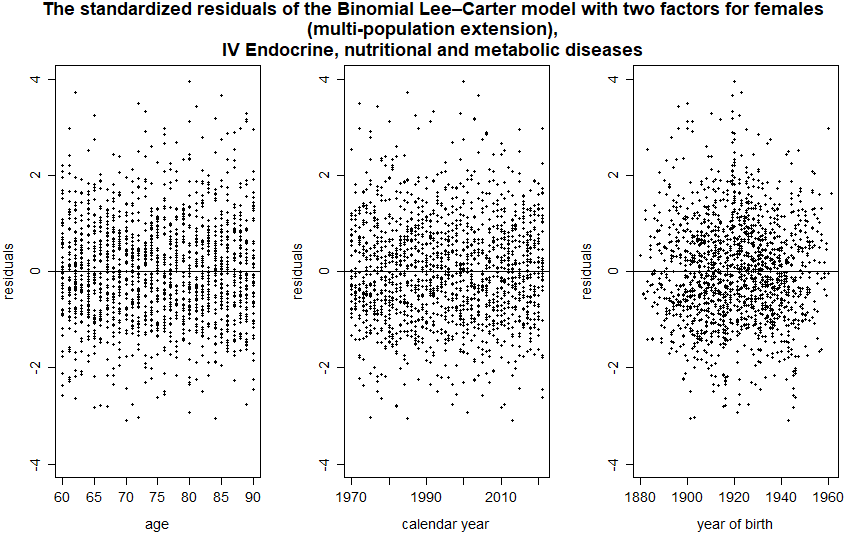 The standardized residuals of the Binomial Lee–Carter model with two factors for females
(multi-population extension),
IV Endocrine, nutritional and metabolic diseases
residuals
4
2
0
-2
-4
60 65 70 75 80 85 90
age
residuals
4
2
0
-2
-4
1970 1990 2010
calendar year
residuals
4
2
0
-2
-4
1880 1900 1920 1940 1960
year of birth